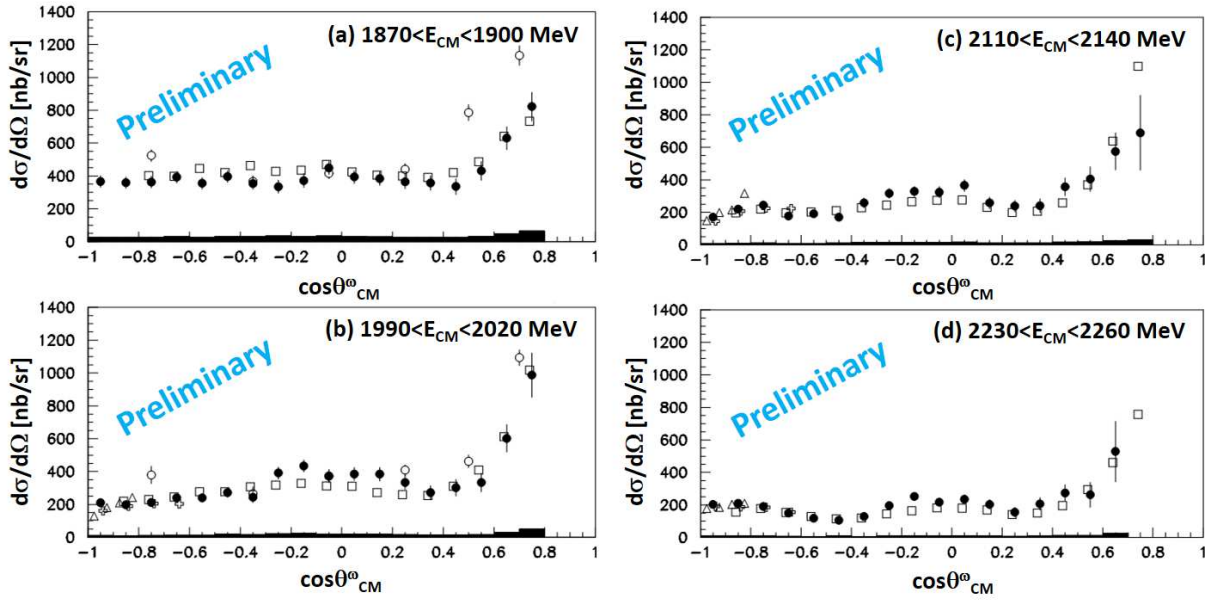 (a) 1870<E_CM<1900 MeV
Preliminary
dσ/dΩ [nb/sr]
1400
1200
1000
800
600
400
200
0
−1 −0.8 −0.6 −0.4 −0.2 0 0.2 0.4 0.6 0.8 1
cosθ^ω_CM
(c) 2110<E_CM<2140 MeV
Preliminary
dσ/dΩ [nb/sr]
1400
1200
1000
800
600
400
200
0
−1 −0.8 −0.6 −0.4 −0.2 0 0.2 0.4 0.6 0.8 1
cosθ^ω_CM
(b) 1990<E_CM<2020 MeV
Preliminary
dσ/dΩ [nb/sr]
1400
1200
1000
800
600
400
200
0
−1 −0.8 −0.6 −0.4 −0.2 0 0.2 0.4 0.6 0.8 1
cosθ^ω_CM
(d) 2230<E_CM<2260 MeV
Preliminary
dσ/dΩ [nb/sr]
1400
1200
1000
800
600
400
200
0
−1 −0.8 −0.6 −0.4 −0.2 0 0.2 0.4 0.6 0.8 1
cosθ^ω_CM